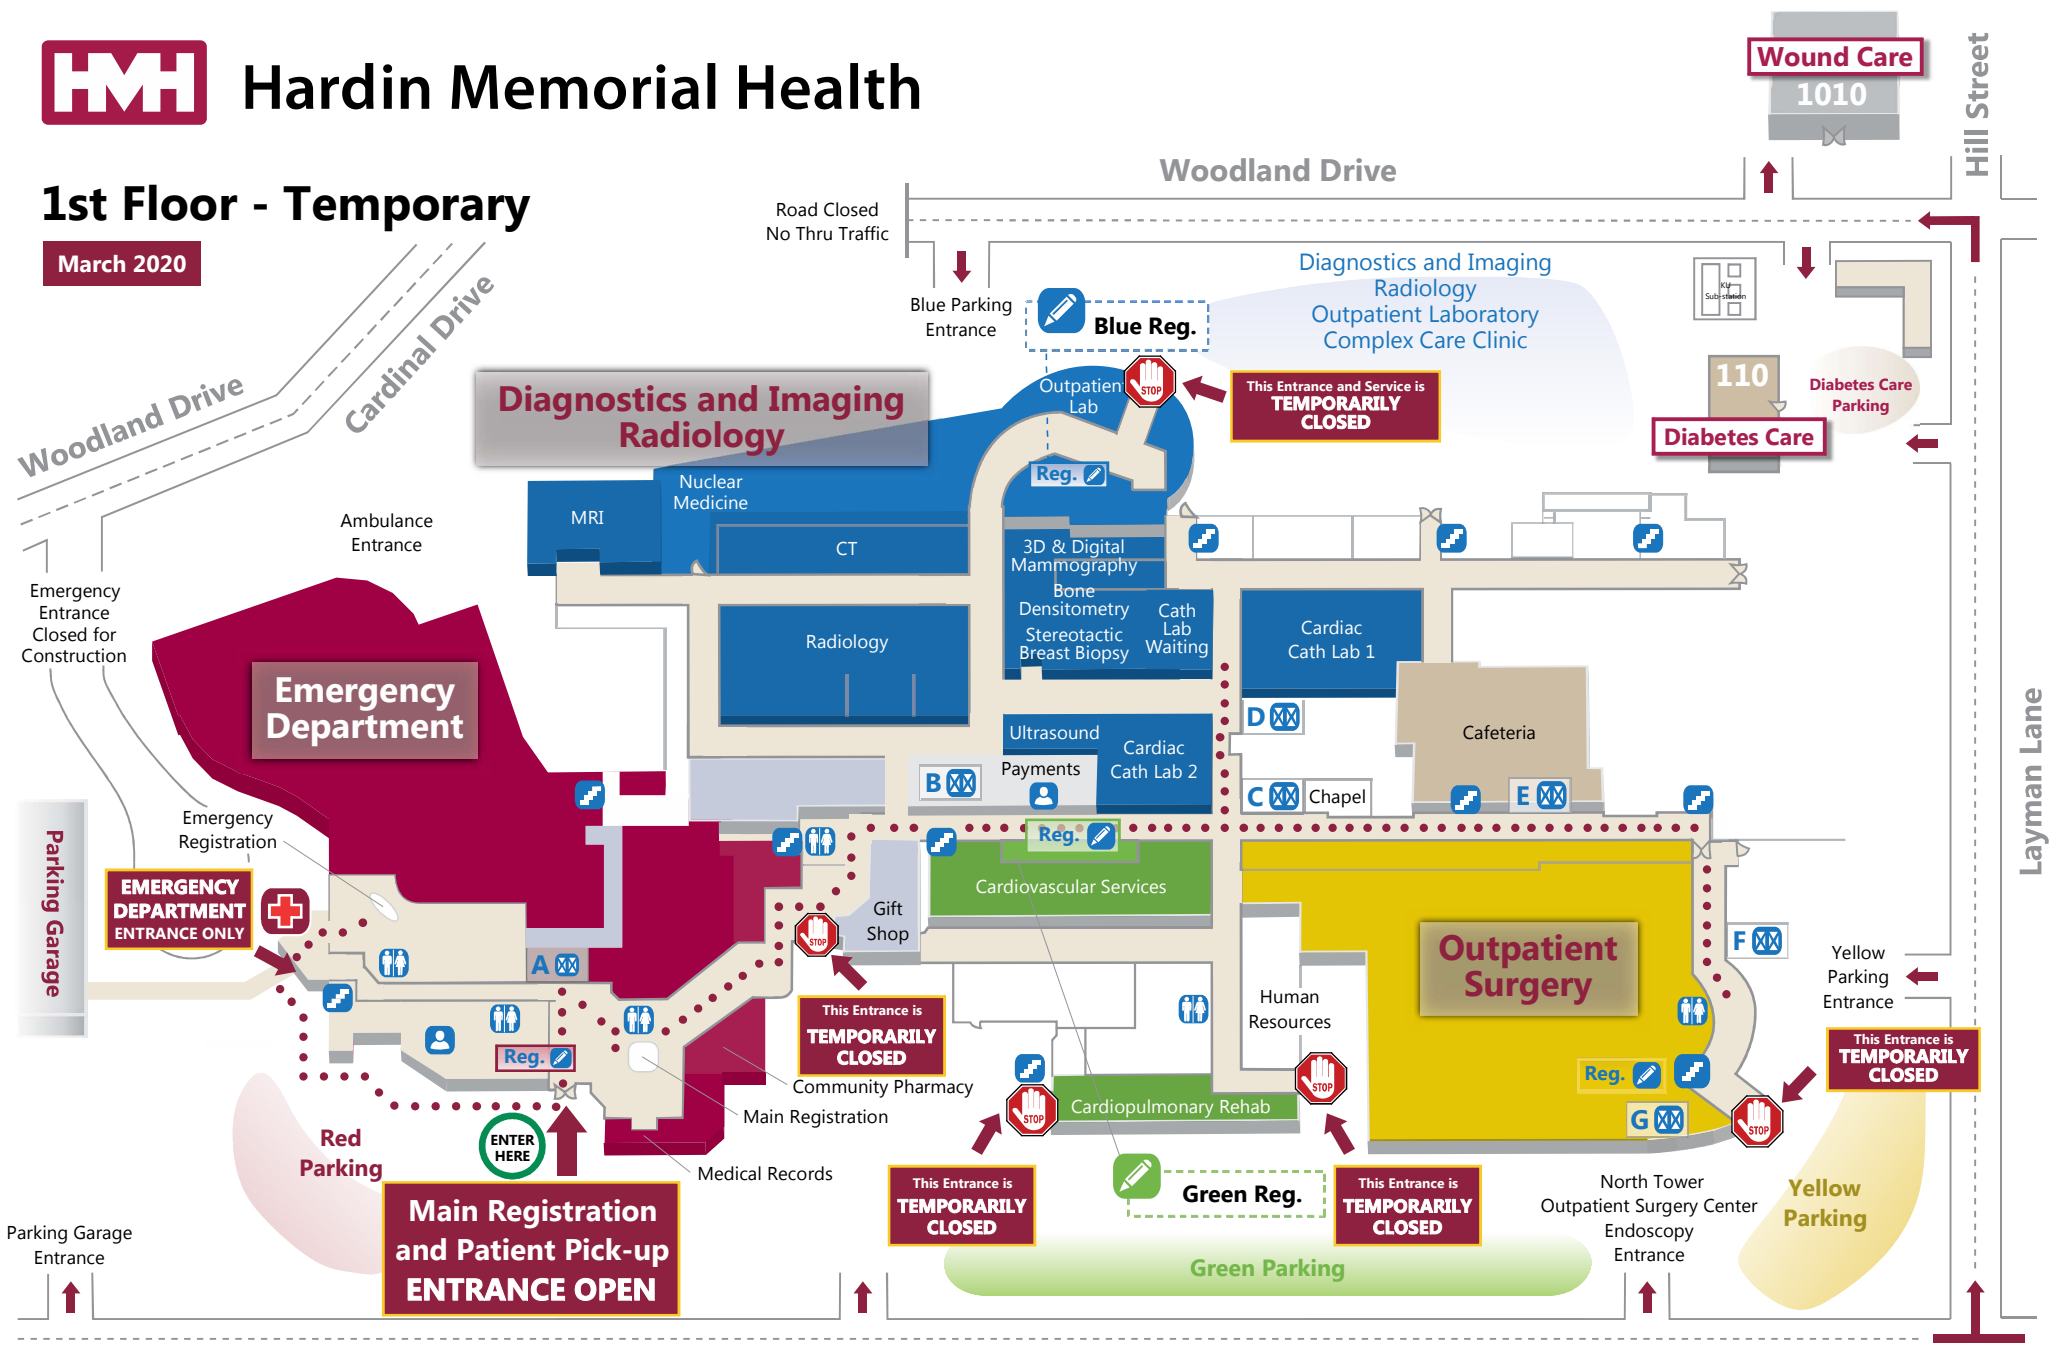 HMH
Hardin Memorial Health
1st Floor - Temporary
March 2020
Wound Care
1010
Hill Street
Woodland Drive
Road Closed
No Thru Traffic
Blue Parking
Entrance
Blue Reg.
Diagnostics and Imaging
Radiology
Outpatient Laboratory
Complex Care Clinic
KU
Sub-station
110
Diabetes Care
Parking
Diabetes Care
Woodland Drive
Cardinal Drive
Diagnostics and Imaging
Radiology
Outpatient
Lab
STOP
This Entrance and Service is
TEMPORARILY
CLOSED
Reg.
Nuclear
Medicine
MRI
CT
Ambulance
Entrance
3D & Digital
Mammography
Bone
Densitometry
Stereotactic
Breast Biopsy
Cath
Lab
Waiting
Cardiac
Cath Lab 1
Radiology
Emergency
Entrance
Closed for
Construction
Emergency
Department
D
Cafeteria
Ultrasound
Cardiac
Cath Lab 2
Payments
B
C
Chapel
E
Layman Lane
Emergency
Registration
Parking Garage
Reg.
EMERGENCY
DEPARTMENT
ENTRANCE ONLY
Cardiovascular Services
Gift
Shop
STOP
A
Outpatient
Surgery
F
Yellow
Parking
Entrance
Human
Resources
This Entrance is
TEMPORARILY
CLOSED
This Entrance is
TEMPORARILY
CLOSED
Reg.
Reg.
Community Pharmacy
Main Registration
Medical Records
STOP
Cardiopulmonary Rehab
STOP
G
STOP
ENTER
HERE
Red
Parking
Main Registration
and Patient Pick-up
ENTRANCE OPEN
This Entrance is
TEMPORARILY
CLOSED
Green Reg.
This Entrance is
TEMPORARILY
CLOSED
North Tower
Outpatient Surgery Center
Endoscopy
Entrance
Yellow
Parking
Parking Garage
Entrance
Green Parking